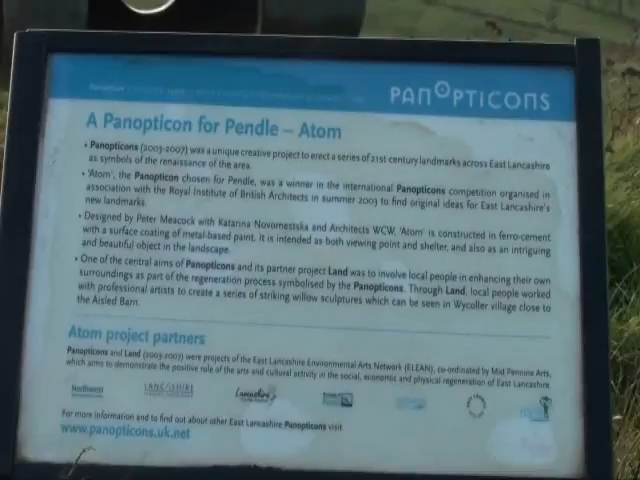 PANOPTICONS
A Panopticon for Pendle – Atom
• Panopticons (2003-2007) was a unique creative project to erect a series of 21st century landmarks across East Lancashire
as symbols of the renaissance of the area.
• 'Atom', the Panopticon chosen for Pendle, was a winner in the international Panopticons competition organised in
association with the Royal Institute of British Architects in summer 2003 to find original ideas for East Lancashire's
new landmarks.
• Designed by Peter Meacock with Katarina Novomestska and Architects WCW, 'Atom' is constructed in ferro-cement
with a surface coating of metal-based paint. It is intended as both viewing point and shelter, and also as an intriguing
and beautiful object in the landscape.
• One of the central aims of Panopticons and its partner project Land was to involve local people in enhancing their own
surroundings as part of the regeneration process symbolised by the Panopticons. Through Land, local people worked
with professional artists to create a series of striking willow sculptures which can be seen in Wycoller village close to
the Aisled Barn.
Atom project partners
Panopticons and Land (2003-2007) were projects of the East Lancashire Environmental Arts Network (ELEAN), co-ordinated by Mid Pennine Arts,
which aims to demonstrate the positive role of the arts and cultural activity in the social, economic and physical regeneration of East Lancashire
Northwest LANCASHIRE Lancashire
For more information and to find out about other East Lancashire Panopticons visit
www.panopticons.uk.net